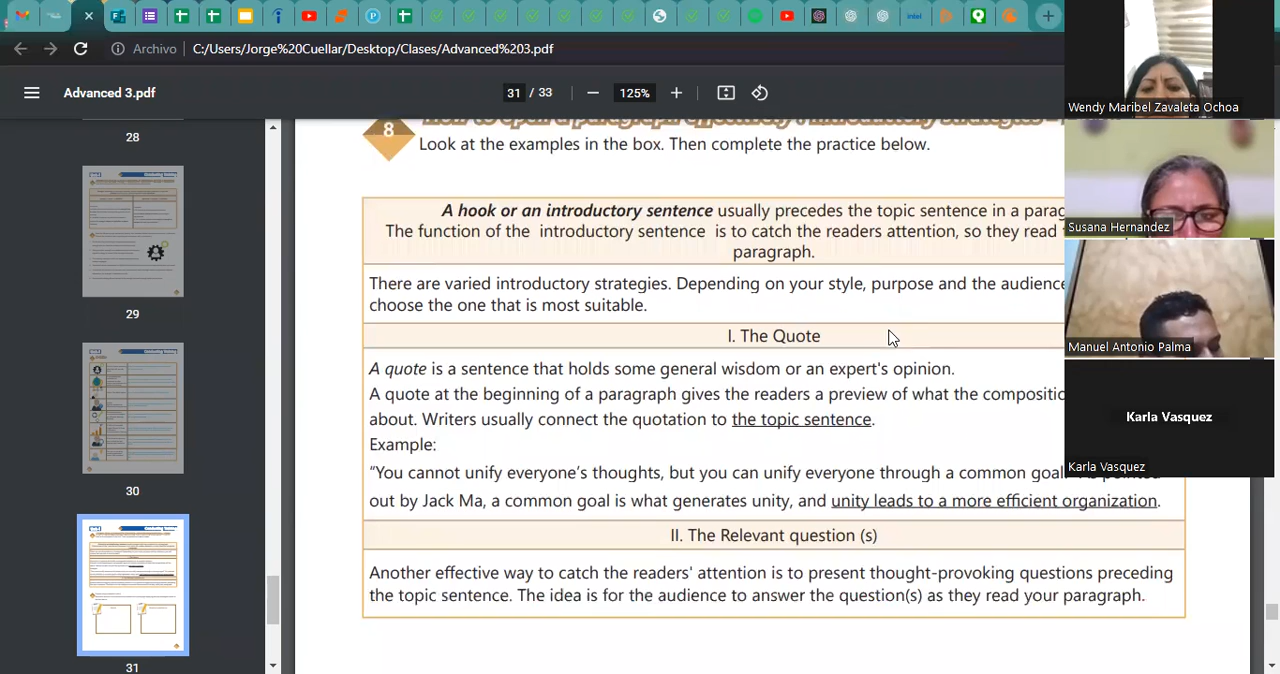 Archivo C:/Users/Jorge%20Cuellar/Desktop/Clases/Advanced%203.pdf
Advanced 3.pdf 31 / 33 125%
28
29
30
31
8
Look at the examples in the box. Then complete the practice below.
A hook or an introductory sentence usually precedes the topic sentence in a
The function of the introductory sentence is to catch the readers attention, so they read
paragraph.
There are varied introductory strategies. Depending on your style, purpose and the audience
choose the one that is most suitable.
I. The Quote
A quote is a sentence that holds some general wisdom or an expert's opinion.
A quote at the beginning of a paragraph gives the readers a preview of what the
about. Writers usually connect the quotation to the topic sentence.
Example:
“You cannot unify everyone’s thoughts, but you can unify everyone through a common goal
out by Jack Ma, a common goal is what generates unity, and unity leads to a more efficient organization.
II. The Relevant question (s)
Another effective way to catch the readers' attention is to present thought-provoking questions preceding
the topic sentence. The idea is for the audience to answer the question(s) as they read your paragraph.
Wendy Maribel Zavaleta Ochoa
Susana Hernandez
Manuel Antonio Palma
Karla Vasquez
Karla Vasquez